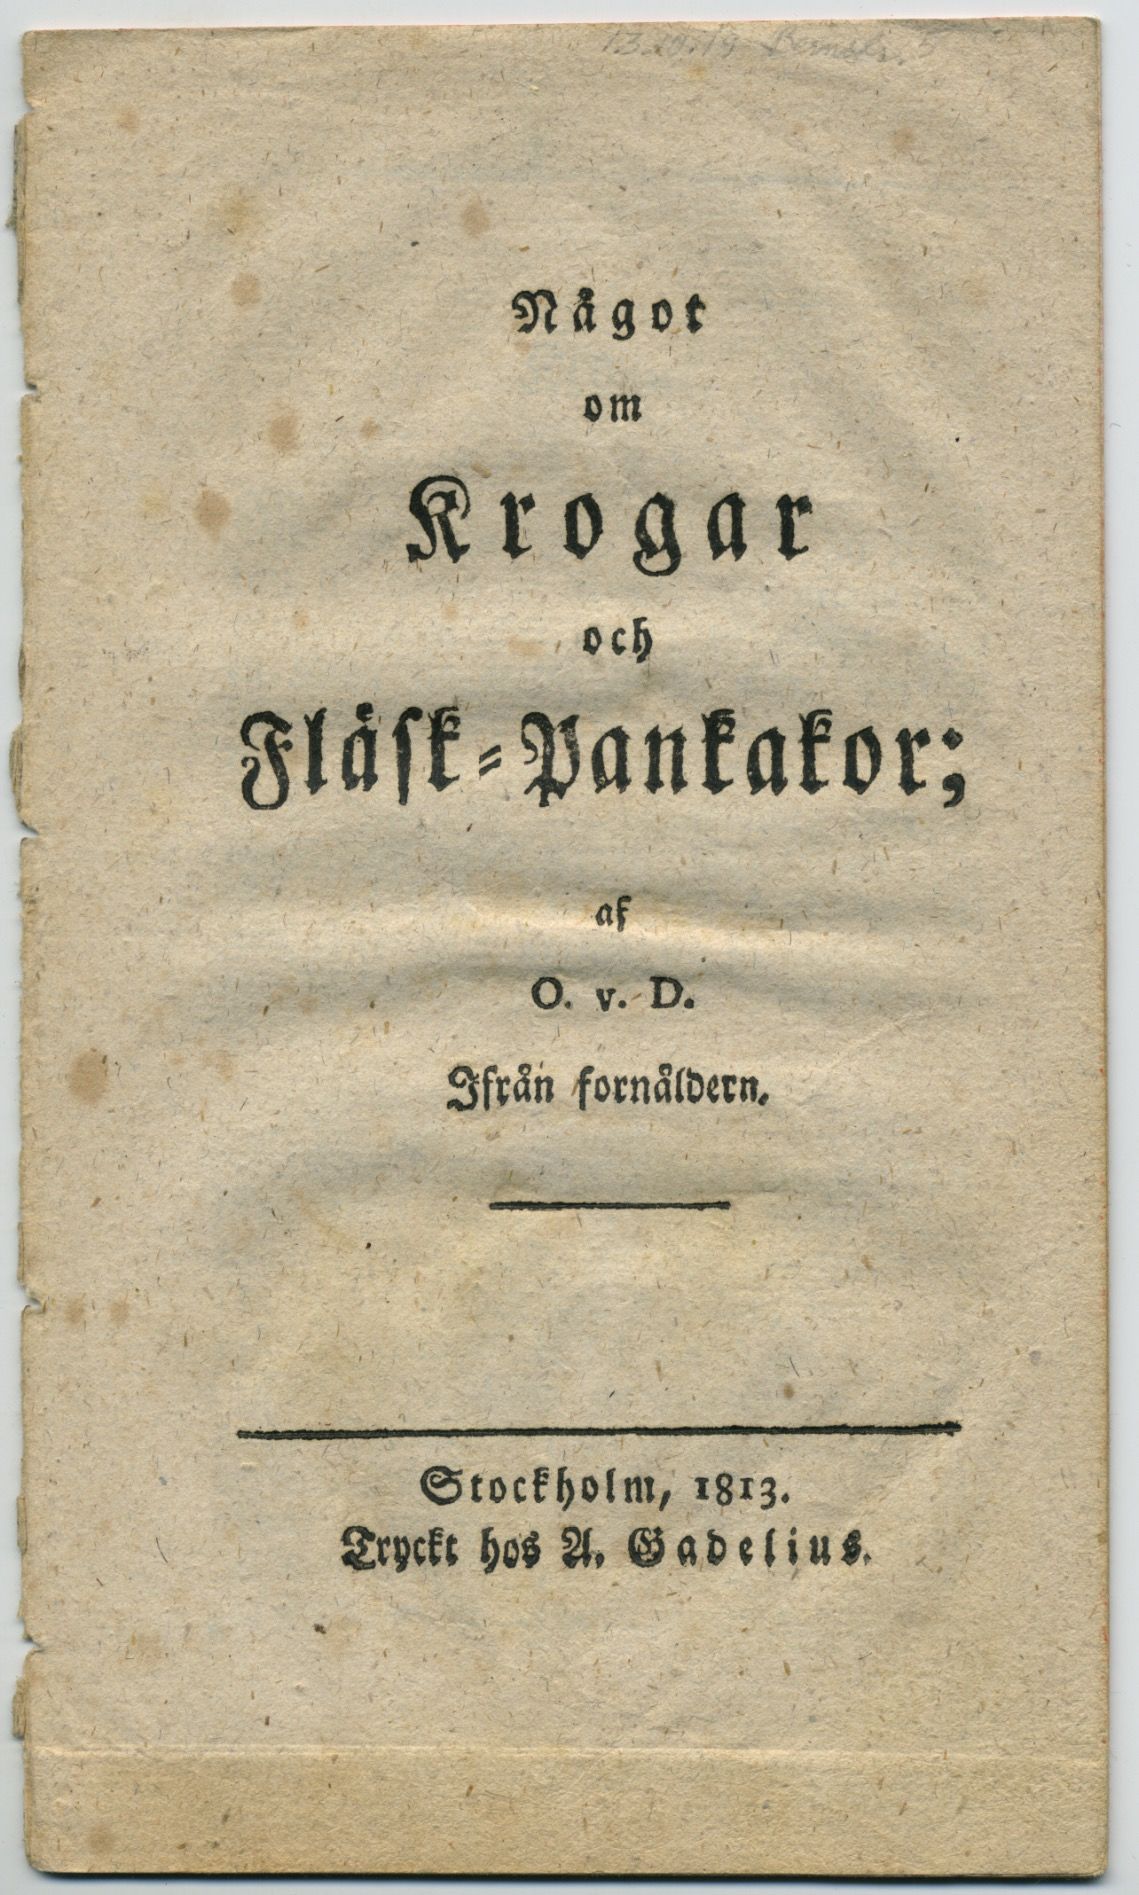 Något
om
Krogar
och
Fläsk-Pankakor;
af
O. v. D.
Ifrån fornåldern.
Stockholm, 1813.
Tryckt hos A. Gadelius.